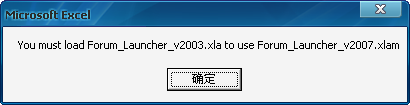 Microsoft Excel
You must load Forum_Launcher_v2003.xla to use Forum_Launcher_v2007.xlam
确定